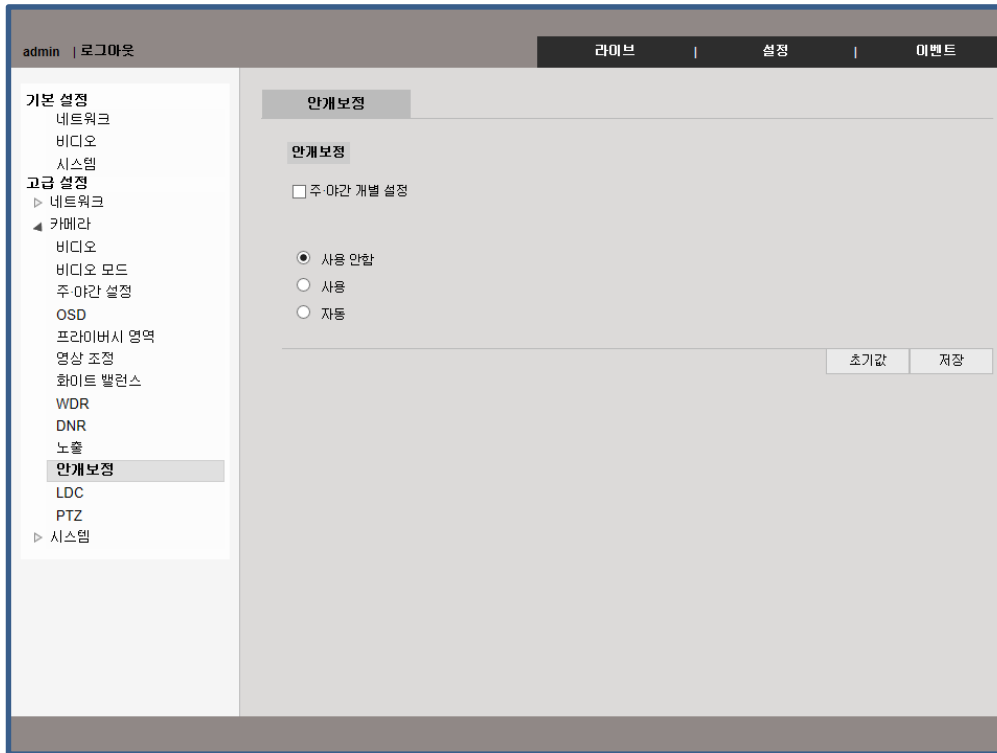 admin | 로그아웃
라이브 | 설정 | 이벤트
기본 설정
네트워크
비디오
시스템
고급 설정
네트워크
카메라
비디오
비디오 모드
주·야간 설정
OSD
프라이버시 영역
영상 조정
화이트 밸런스
WDR
DNR
노출
안개보정
LDC
PTZ
시스템
안개보정
안개보정
주·야간 개별 설정
사용 안함
사용
자동
초기값
저장